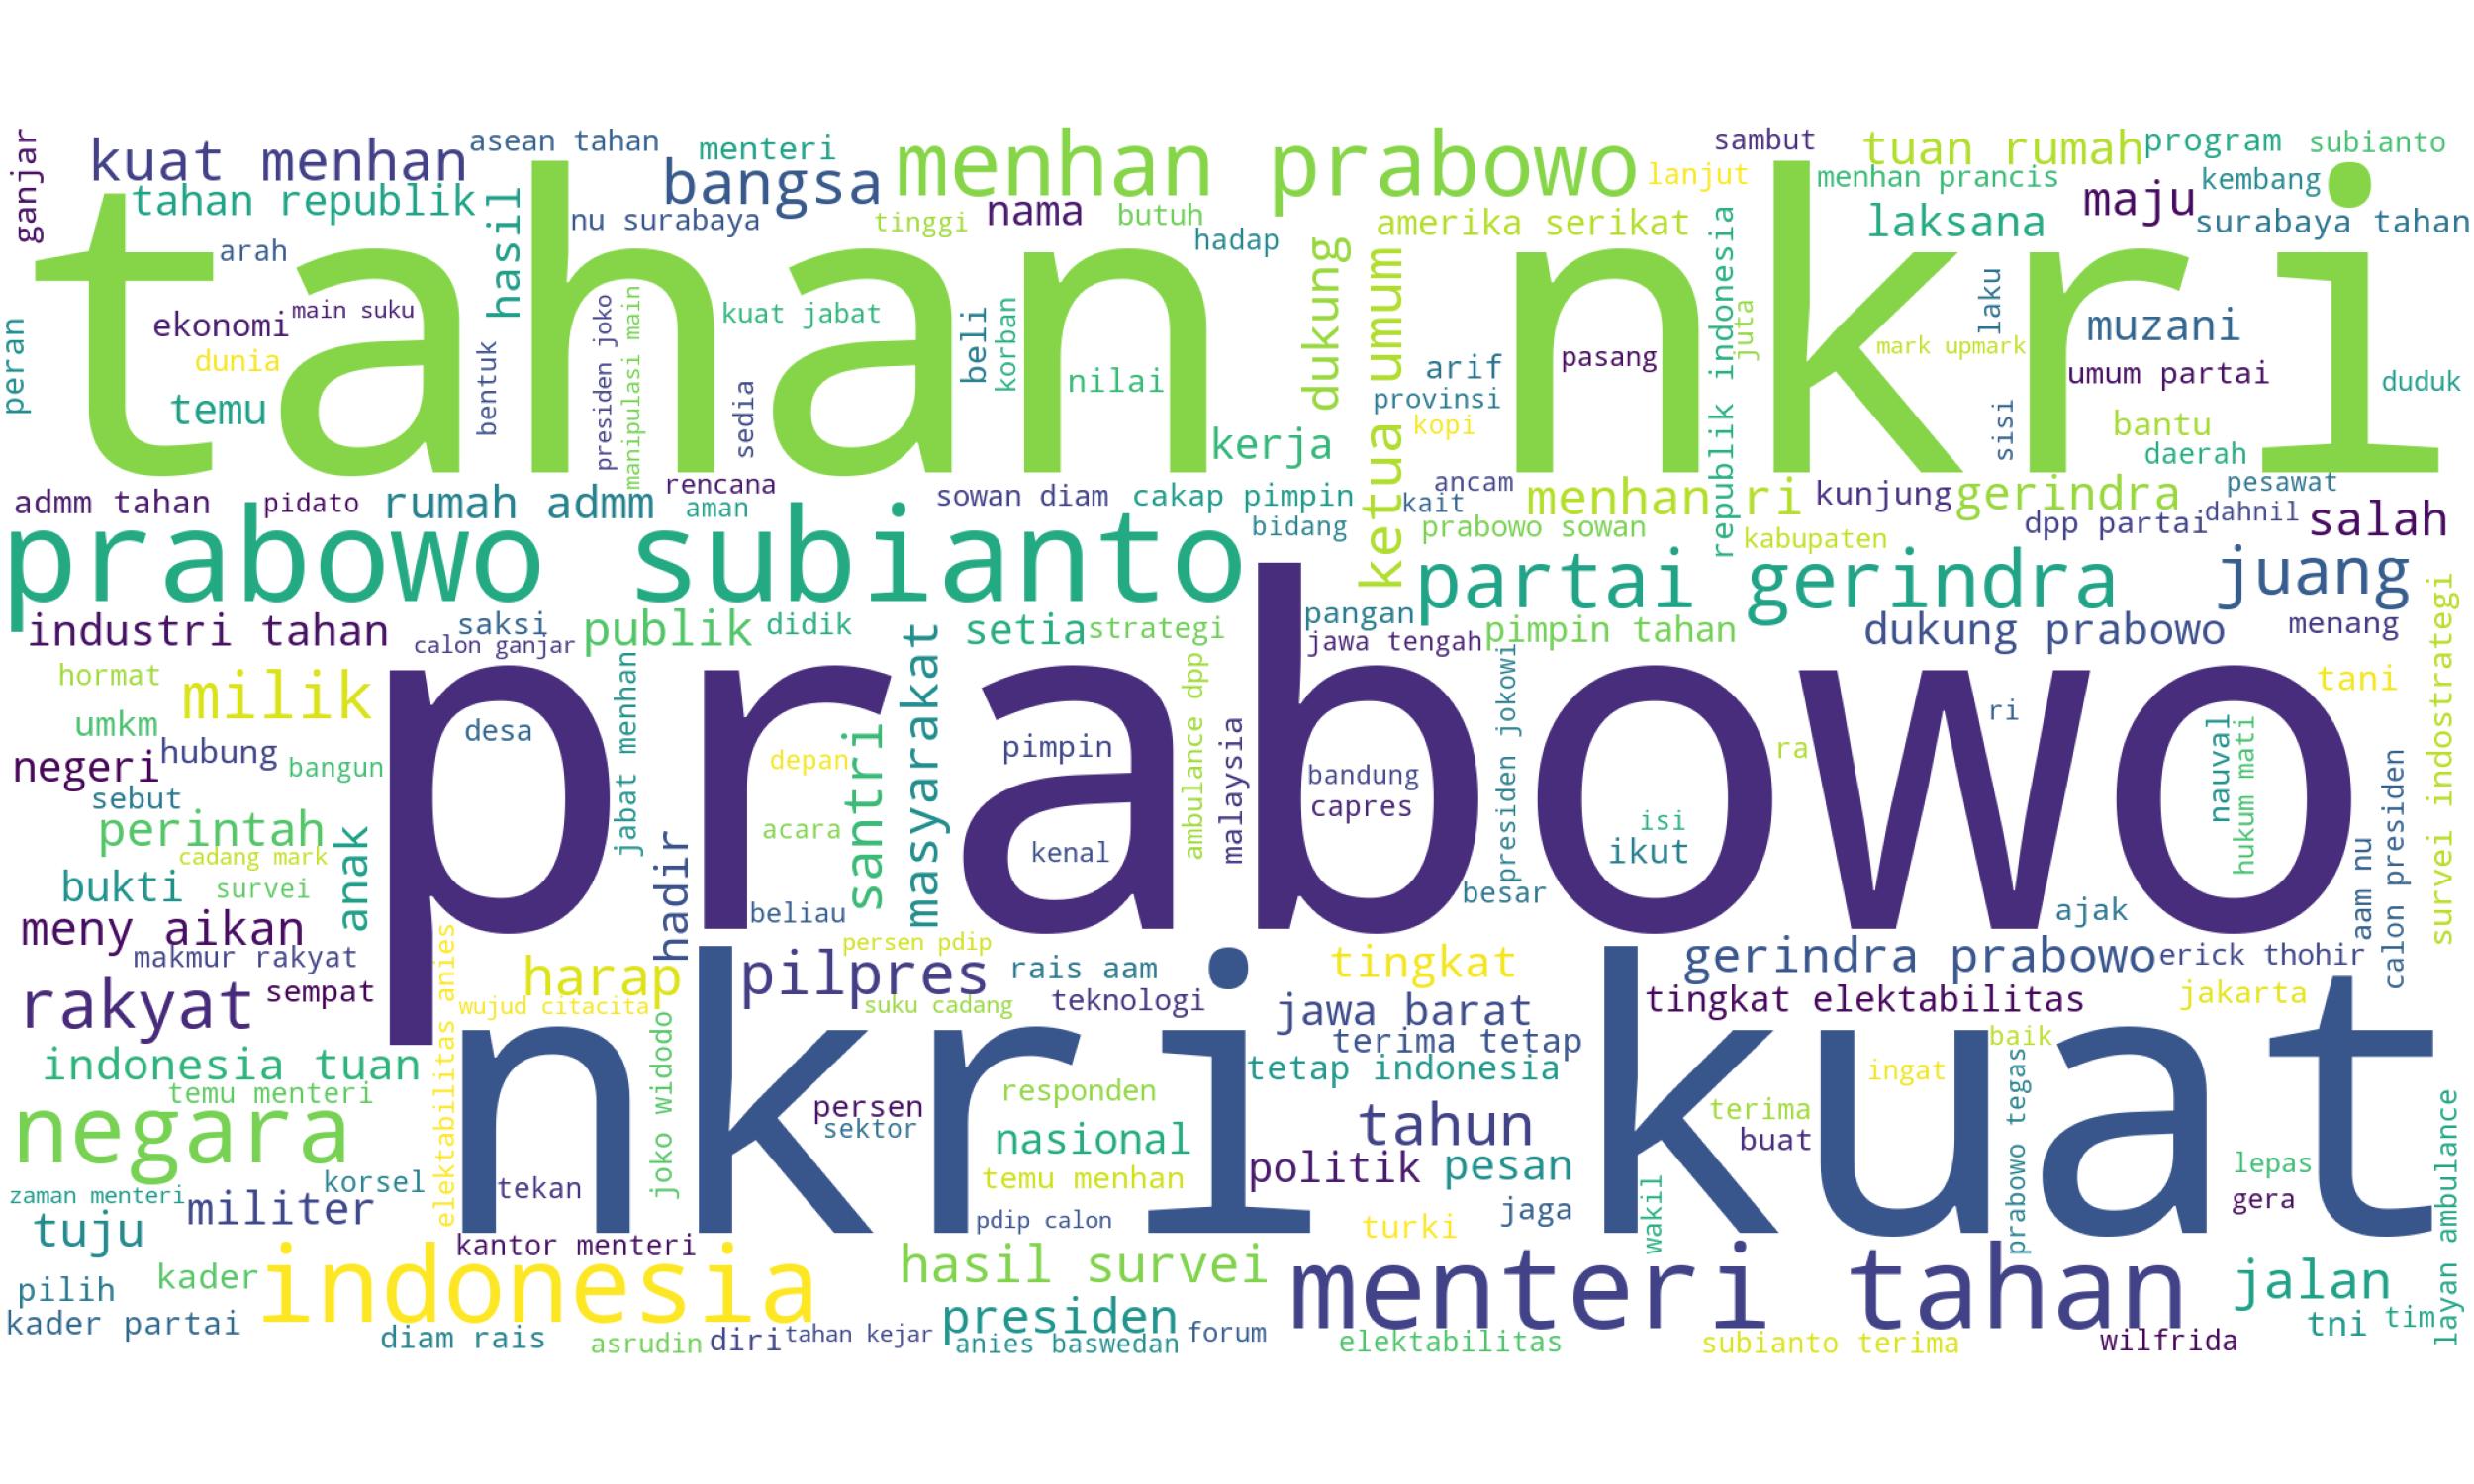 ganjar
kuat menhan
asean tahan
menteri
bangsa
menhan prabowo
sambut
tuan rumah
program
subianto
tahan republik
hasil
nu surabaya
tinggi
nama
butuh
hadap
lanjut
amerika serikat
menhan prancis
kembang
maju
laksana
surabaya tahan
arah
tahan nkri
dukung
ketua umum
republik indonesia
peran
ekonomi
main suku
dunia
temu
bentuk
presiden joko
manipulasi main
kuat jabat
sedia
beli
korban
nilai
kerja
arif
provinsi
kopi
pasang
juta
laku
mark upmark
sisi
muzani
umum partai
duduk
bantu
daerah
admm tahan
pidato
rumah admm
rencana
aman
sowan diam
cakap pimpin
bidang
ancam
kait
menhan ri
prabowo sowan
kunjung
gerindra
pesawat
dpp partai
dahnil
salah
kabupaten
prabowo subianto
partai gerindra
juang
industri tahan
saksi
calon ganjar
publik
didik
setia
strategi
pangan
jawa tengah
pimpin tahan
dukung prabowo
menang
survei indostrategi
hormat
milik
umkm
negeri
hubung
bangun
sebut
perintah
cadang mark
anak
bukti
survei
meny aikan
makmur rakyat
prabowo
desa
jabat menhan
hadir
depan
acara
santri
masyarakat
beliau
pimpin
kenal
ambulance dpp
malaysia
bandung
capres
presiden jokowi
besar
isi
ikut
ra
ri
nauval
hukum mati
tani
ajak
aam nu
calon presiden
rakyat
sempat
elektabilitas anies
harap
wujud citacita
persen pdip
pilpres
suku cadang
rais aam
teknologi
tingkat
jawa barat
terima tetap
tetap indonesia
gerindra prabowo
erick thohir
tingkat elektabilitas
jakarta
baik
indonesia tuan
temu menteri
negara
nkri kuat
joko widodo
persen
sektor
responden
nasional
temu menhan
pdip calon
tahun
politik
pesan
jaga
turki
wakil
terima
buat
ingat
prabowo tegas
lepas
gera
layan ambulance
korsel
zaman menteri
militer
tuju
tekan
kantor menteri
pilih
kader
kader partai
indonesia
diam rais
asrudin
diri
tahan kejar
hasil survei
presiden
anies baswedan
forum
menteri tahan
elektabilitas
subianto terima
wilfrida
jalan
tni
tim